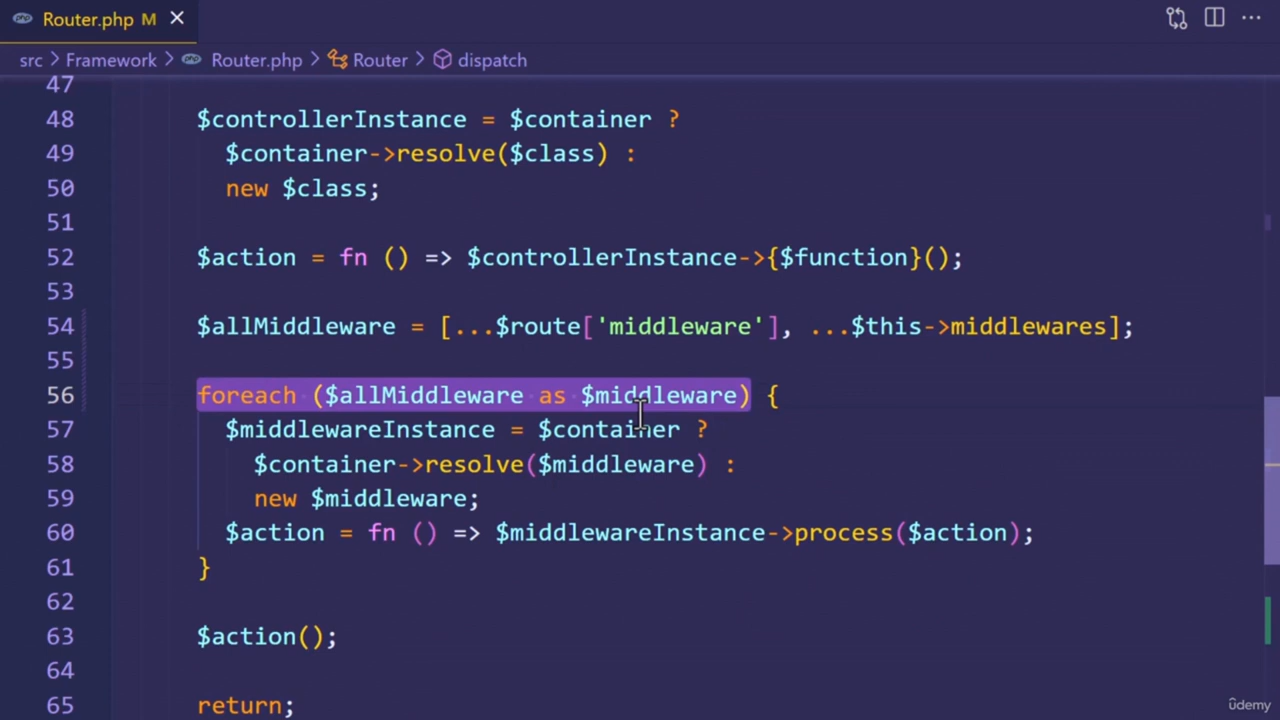 Router.php M
src > Framework > Router.php > Router > dispatch
47
48 $controllerInstance = $container ?
49 $container->resolve($class) :
50 new $class;
51
52 $action = fn () => $controllerInstance->{$function}();
53
54 $allMiddleware = [...$route['middleware'], ...$this->middlewares];
55
56 foreach ($allMiddleware as $middleware) {
57 $middlewareInstance = $container ?
58 $container->resolve($middleware) :
59 new $middleware;
60 $action = fn () => $middlewareInstance->process($action);
61 }
62
63 $action();
64
65 return;
ûdemy